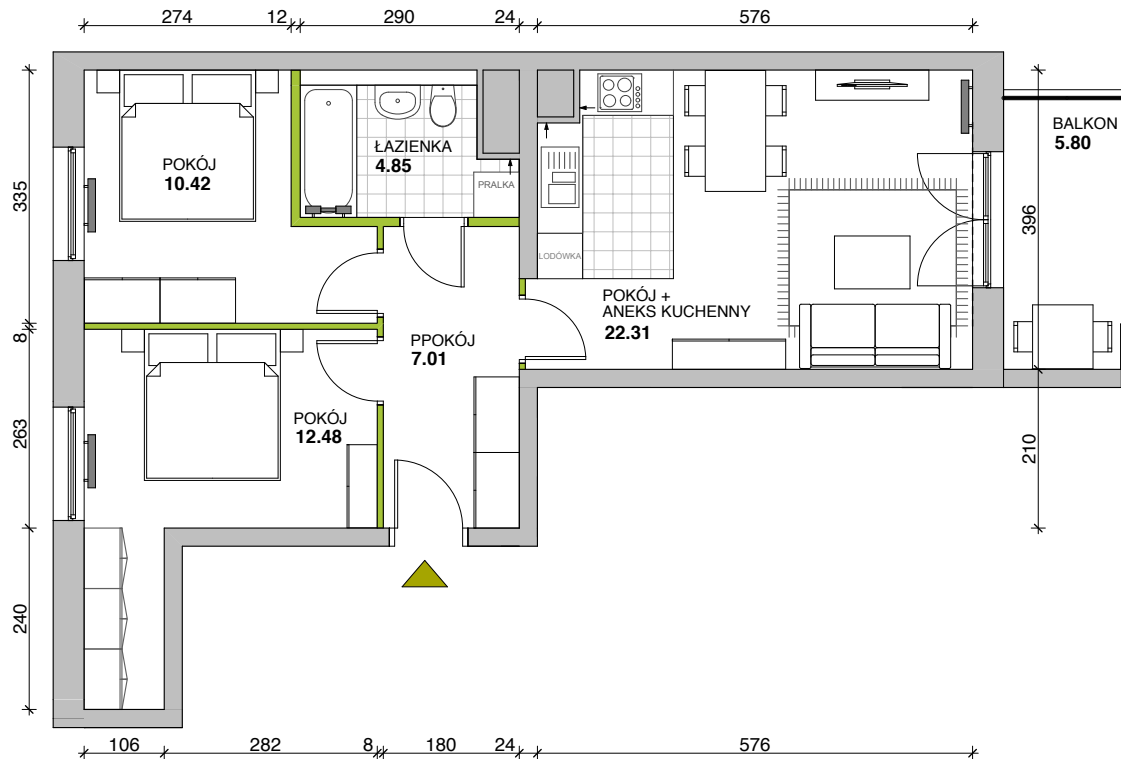 274
12
290
24
576
335
8
263
240
POKÓJ
10.42
ŁAZIENKA
4.85
PRALKA
LODÓWKA
POKÓJ +
ANEKS KUCHENNY
22.31
BALKON
5.80
396
210
PPOKÓJ
7.01
POKÓJ
12.48
106
282
8
180
24
576